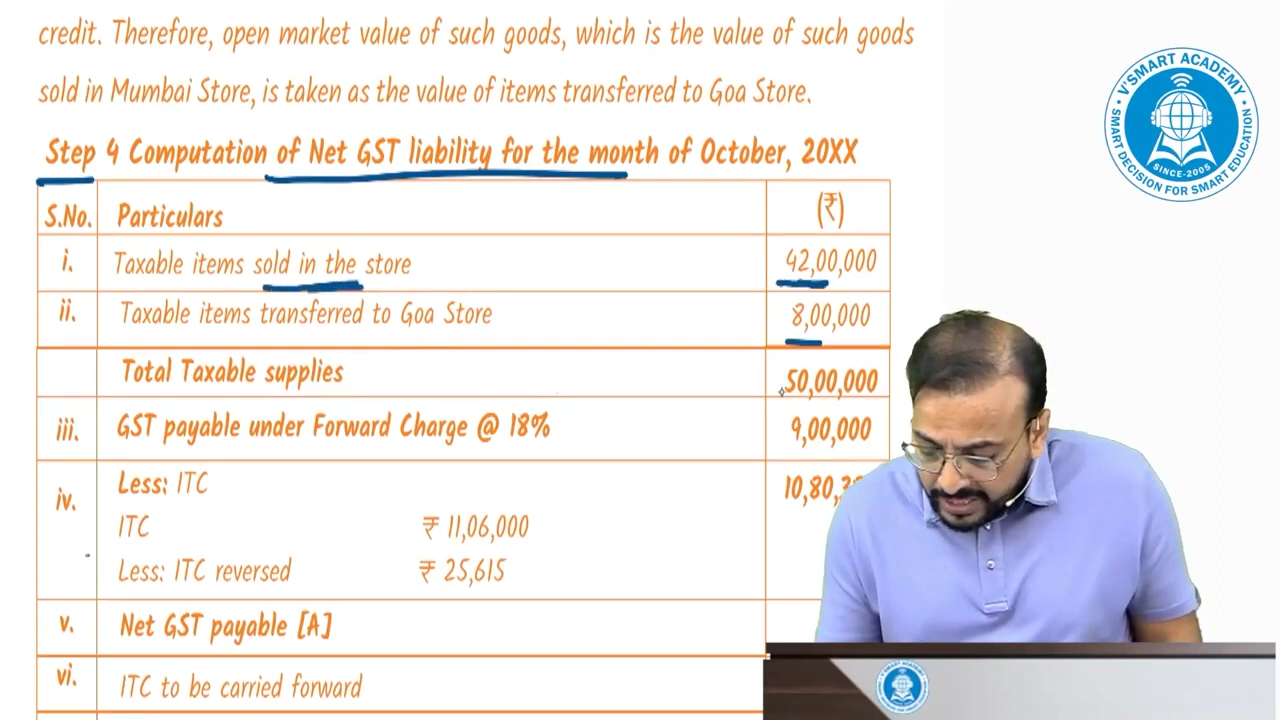 credit. Therefore, open market value of such goods, which is the value of such goods
sold in Mumbai Store, is taken as the value of items transferred to Goa Store.
Step 4 Computation of Net GST liability for the month of October, 20XX
S.No. Particulars (₹)
i. Taxable items sold in the store 42,00,000
ii. Taxable items transferred to Goa Store 8,00,000
Total Taxable supplies 50,00,000
iii. GST payable under Forward Charge @ 18% 9,00,000
iv. Less: ITC
ITC ₹ 11,06,000
Less: ITC reversed ₹ 25,615
v. Net GST payable [A]
vi. ITC to be carried forward
V'SMART ACADEMY
SINCE-2005
SMART DECISION FOR SMART EDUCATION